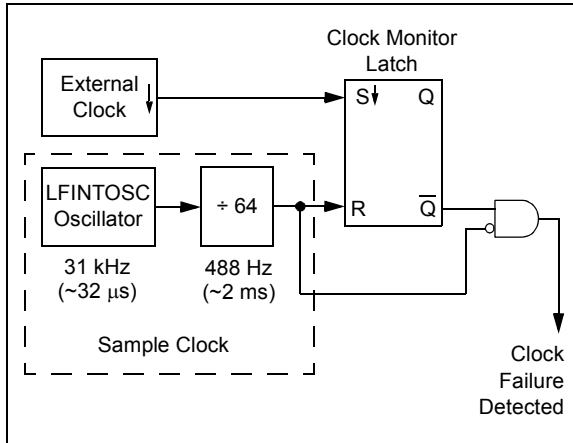 Clock Monitor
Latch
External
Clock
S
Q
LFINTOSC
Oscillator
÷ 64
R
Q̅
31 kHz
(~32 μs)
488 Hz
(~2 ms)
Sample Clock
Clock
Failure
Detected